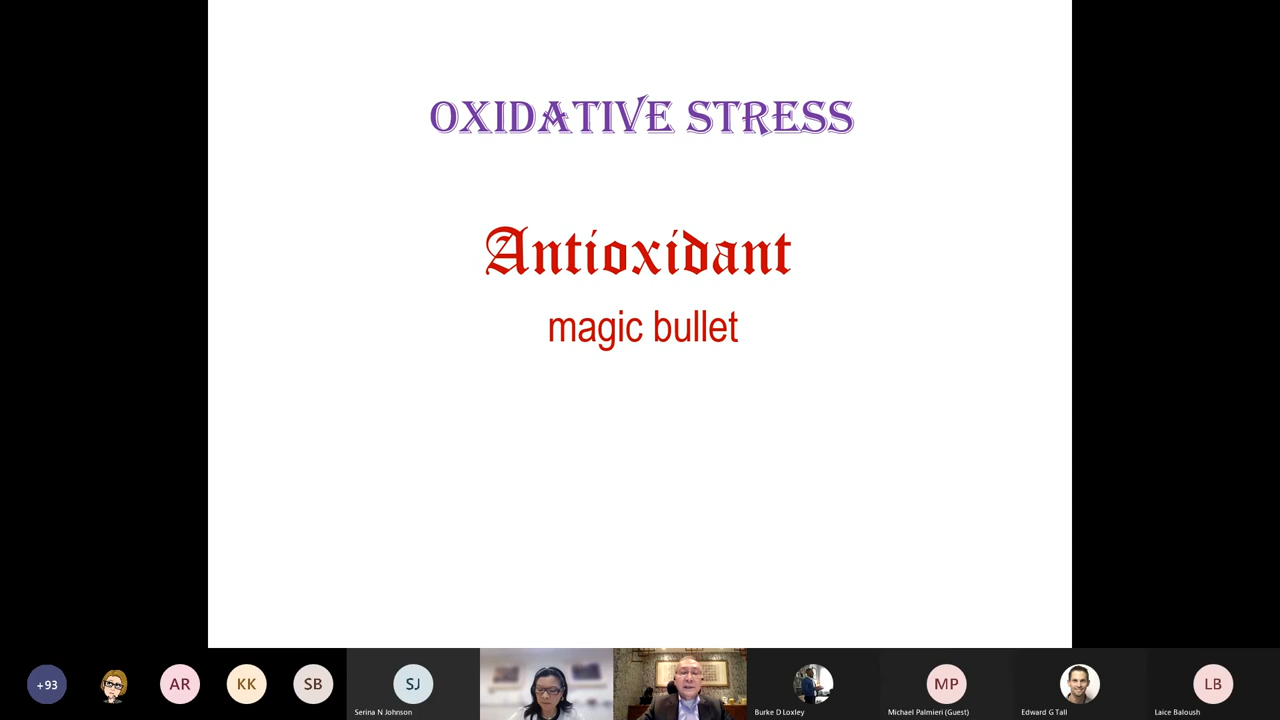 OXIDATIVE STRESS
Antioxidant
magic bullet
+93
AR
KK
SB
SJ
MP
LB
Serina N Johnson
Burke D Loxley
Michael Palmieri (Guest)
Edward G Tall
Laice Baloush